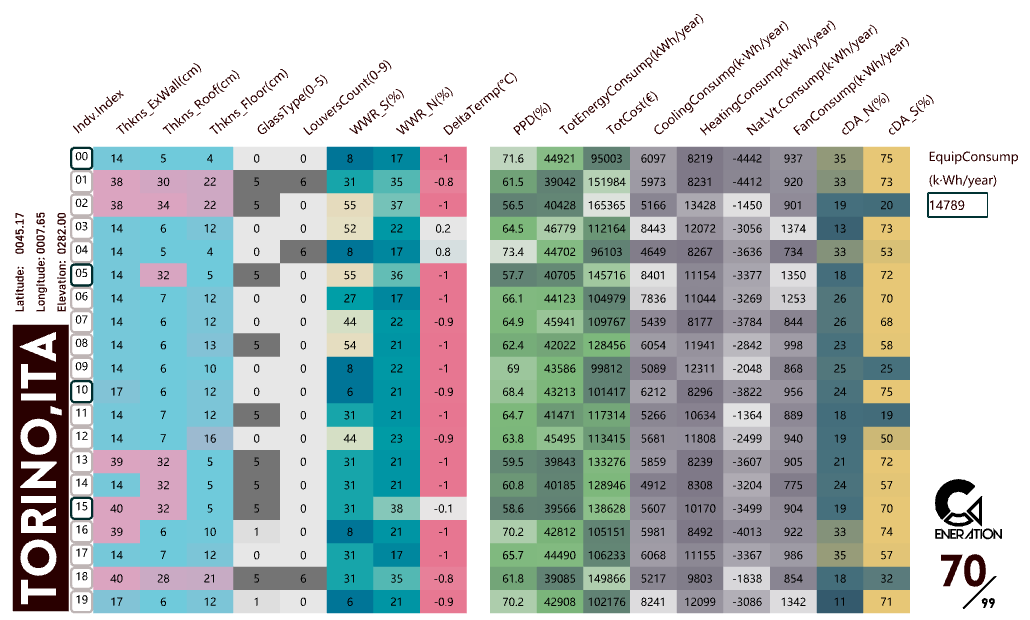 Indv.Index Thkns_ExWall(cm) Thkns_Roof(cm) Thkns_Floor(cm) GlassType(0-5) LouversCount(0-9) WWR_S(%) WWR_N(%) DeltaTermp(°C) PPD(%) TotEnergyConsump(kWh/year) TotCost(€) CoolingConsump(k·Wh/year) HeatingConsump(k·Wh/year) Nat.Vt.Consump(k·Wh/year) FanConsump(k·Wh/year) cDA_N(%) cDA_S(%)
00 14 5 4 0 0 8 17 -1 71.6 44921 95003 6097 8219 -4442 937 35 75
01 38 30 22 5 6 31 35 -0.8 61.5 39042 151984 5973 8231 -4412 920 33 73
02 38 34 22 5 0 55 37 -1 56.5 40428 165365 5166 13428 -1450 901 19 20
03 14 6 12 0 0 52 22 0.2 64.5 46779 112164 8443 12072 -3056 1374 13 73
04 14 5 4 0 6 8 17 0.8 73.4 44702 96103 4649 8267 -3636 734 33 53
05 14 32 5 5 0 55 36 -1 57.7 40705 145716 8401 11154 -3377 1350 18 72
06 14 7 12 0 0 27 17 -1 66.1 44123 104979 7836 11044 -3269 1253 26 70
07 14 6 12 0 0 44 22 -0.9 64.9 45941 109767 5439 8177 -3784 844 26 68
08 14 6 13 5 0 54 21 -1 62.4 42022 128456 6054 11941 -2842 998 23 58
09 14 6 12 0 0 8 22 -1 69 43586 99812 5089 12311 -2048 868 25 25
10 17 6 12 0 0 6 21 -0.9 68.4 43213 101417 6212 8296 -3822 956 24 75
11 14 7 12 5 0 31 21 -1 64.7 41471 117314 5266 10634 -1364 889 18 19
12 14 7 16 0 0 44 23 -0.9 63.8 45495 113415 5681 11808 -2499 940 19 50
13 39 32 5 5 0 31 21 -1 59.5 39843 133276 5859 8239 -3607 905 21 72
14 14 32 5 5 0 31 21 -1 60.8 40185 128946 4912 8308 -3204 775 24 57
15 40 32 5 5 0 31 38 -0.1 58.6 39566 138628 5607 10170 -3499 904 19 70
16 39 6 10 1 0 8 21 -1 70.2 42812 105151 5981 8492 -4013 922 33 74
17 14 7 12 0 0 31 17 -1 65.7 44490 106233 6068 11155 -3367 986 35 57
18 40 28 21 5 6 31 35 -0.8 61.8 39085 149866 5217 9803 -1838 854 18 32
19 17 6 12 1 0 6 21 -0.9 70.2 42908 102176 8241 12099 -3086 1342 11 71
EquipConsump
(k·Wh/year)
14789
Latitude: 0045.17
Longitude: 0007.65
Elevation: 0282.00
TORINO,ITA
ENERATION
70/99